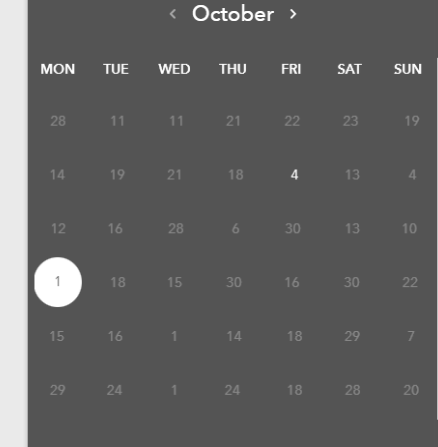 ‹ October ›
MON TUE WED THU FRI SAT SUN
28 11 11 21 22 23 19
14 19 21 18 4 13 4
12 16 28 6 30 13 10
1 18 15 30 16 30 22
15 16 1 14 18 29 7
29 24 1 24 18 28 20